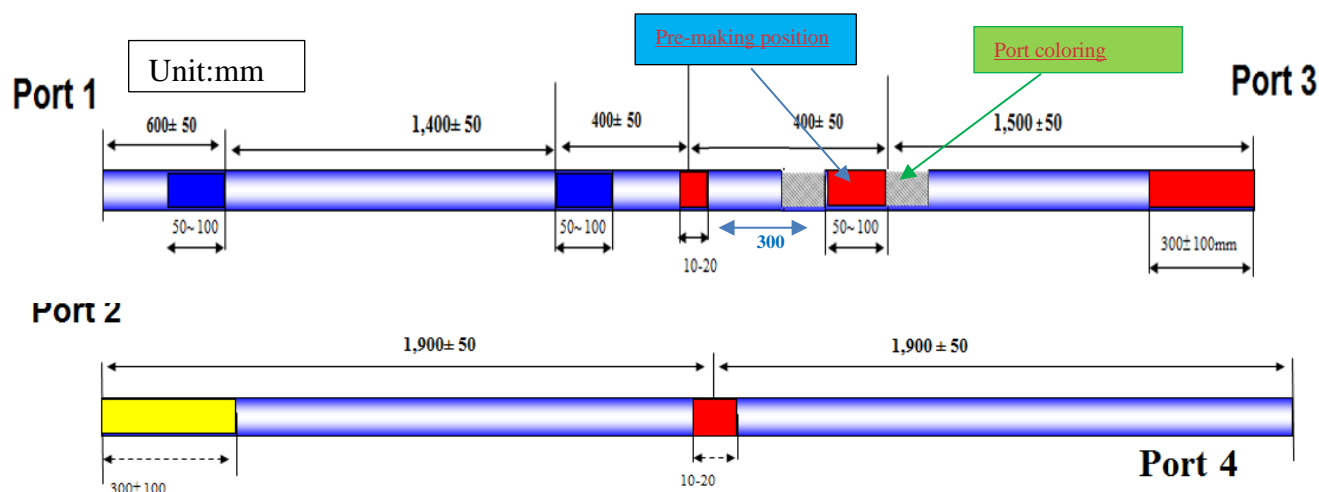 Pre-making position
Port coloring
Unit:mm
Port 1
Port 3
600± 50
1,400± 50
400± 50
400± 50
1,500 ±50
50~100
50~100
300
50~100
300±100mm
10-20
Port 2
1,900± 50
1,900 ± 50
Port 4
300±100
10-20